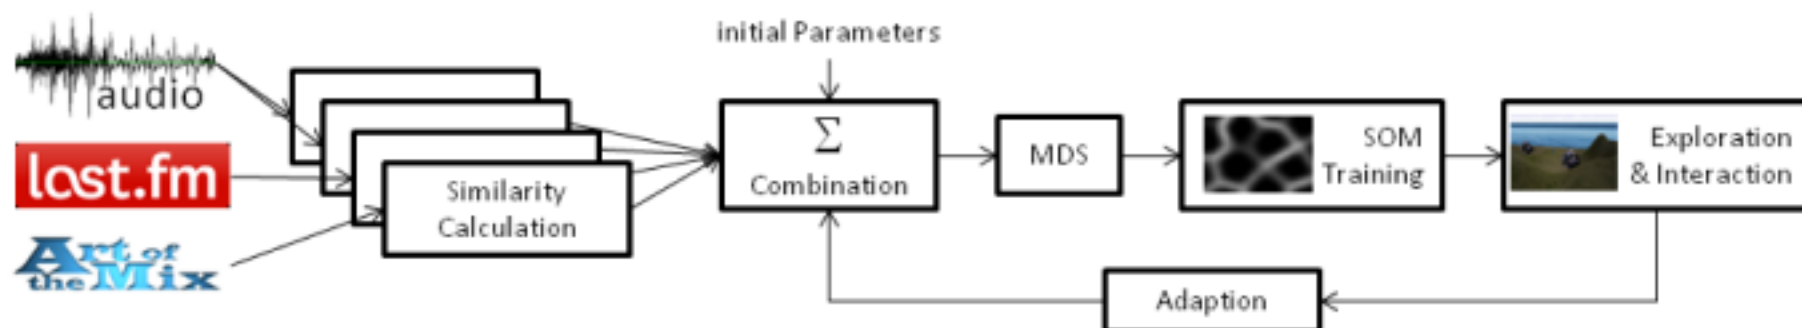 initial Parameters
audio
last.fm
Art of
the Mix
Similarity
Calculation
Σ
Combination
MDS
SOM
Training
Exploration
& Interaction
Adaption